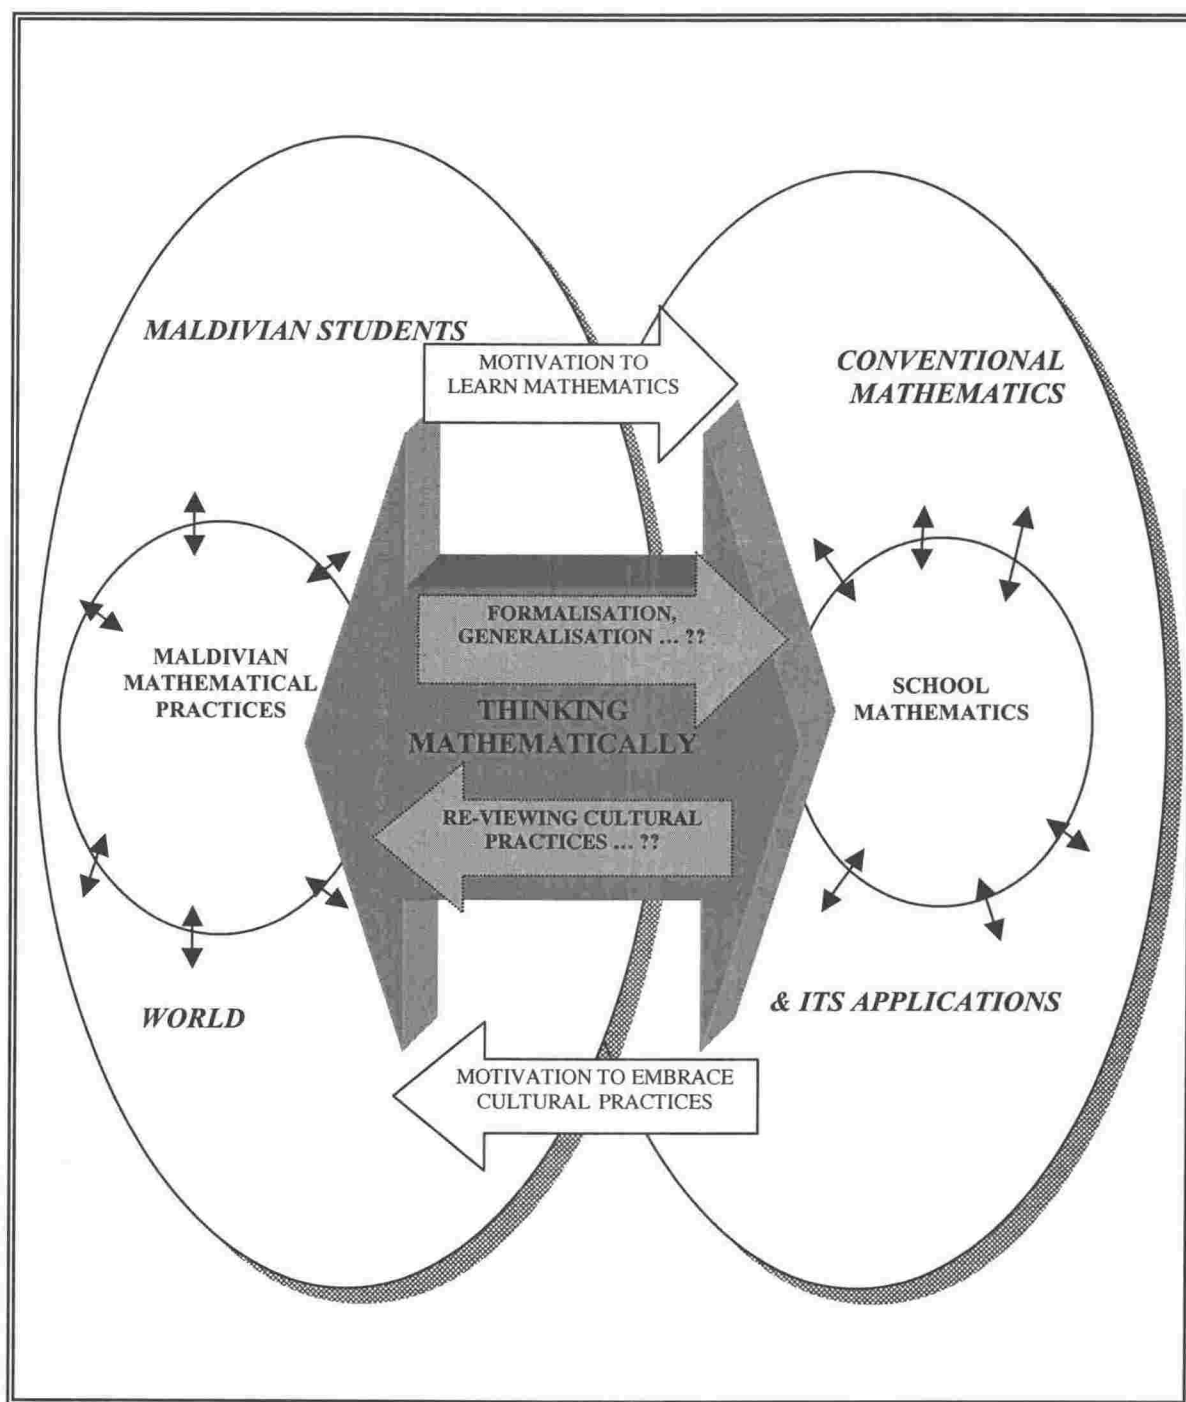 MALDIVIAN STUDENTS
MOTIVATION TO
LEARN MATHEMATICS
CONVENTIONAL
MATHEMATICS
FORMALISATION,
GENERALISATION ... ??
MALDIVIAN
MATHEMATICAL
PRACTICES
THINKING
MATHEMATICALLY
SCHOOL
MATHEMATICS
RE-VIEWING CULTURAL
PRACTICES ... ??
WORLD
& ITS APPLICATIONS
MOTIVATION TO EMBRACE
CULTURAL PRACTICES